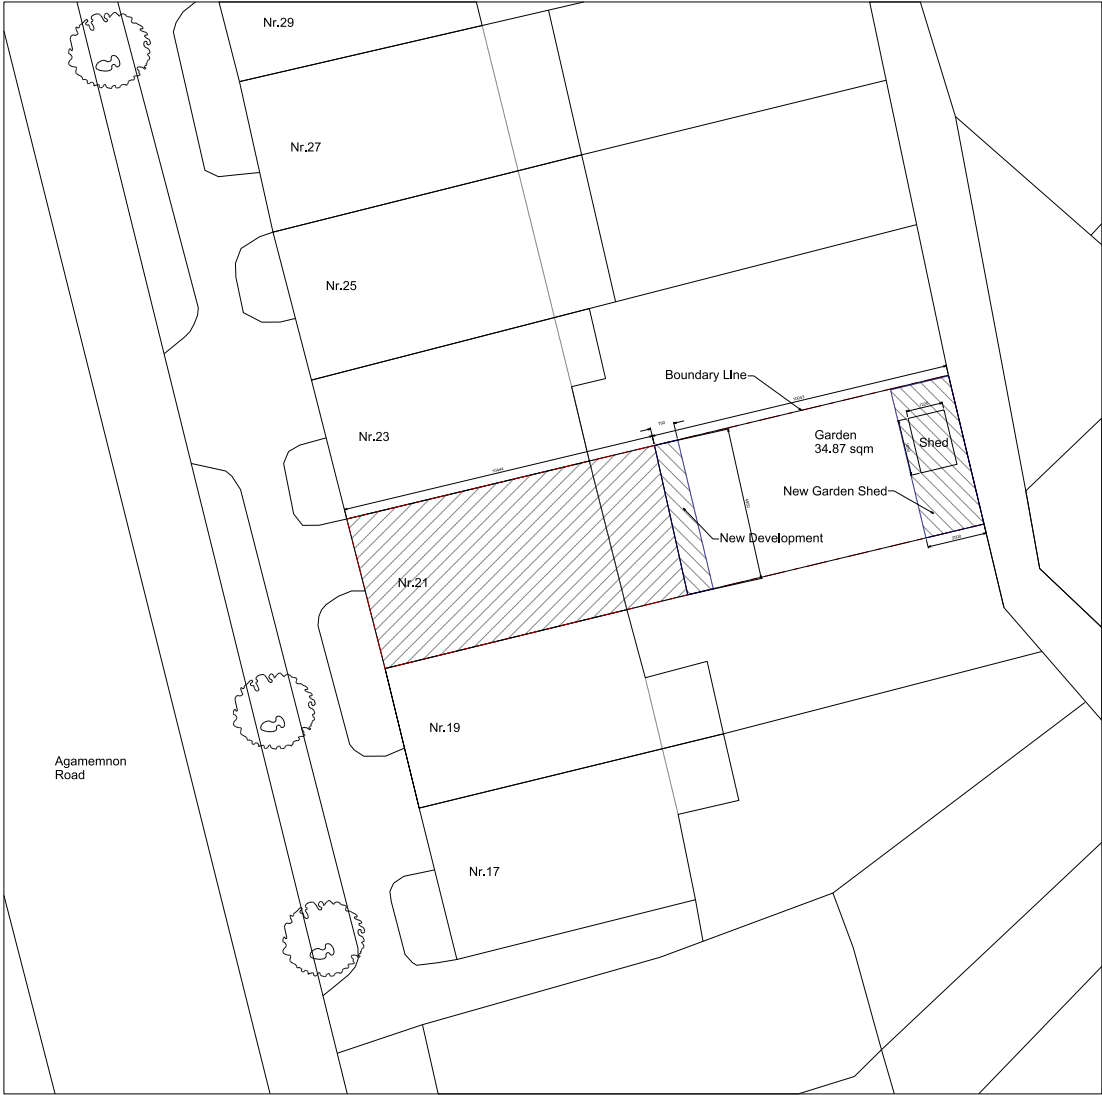 Nr.29
Nr.27
Nr.25
Boundary Line
Nr.23
Garden
34.87 sqm
Shed
New Garden Shed
New Development
Nr.21
Nr.19
Agamemnon
Road
Nr.17